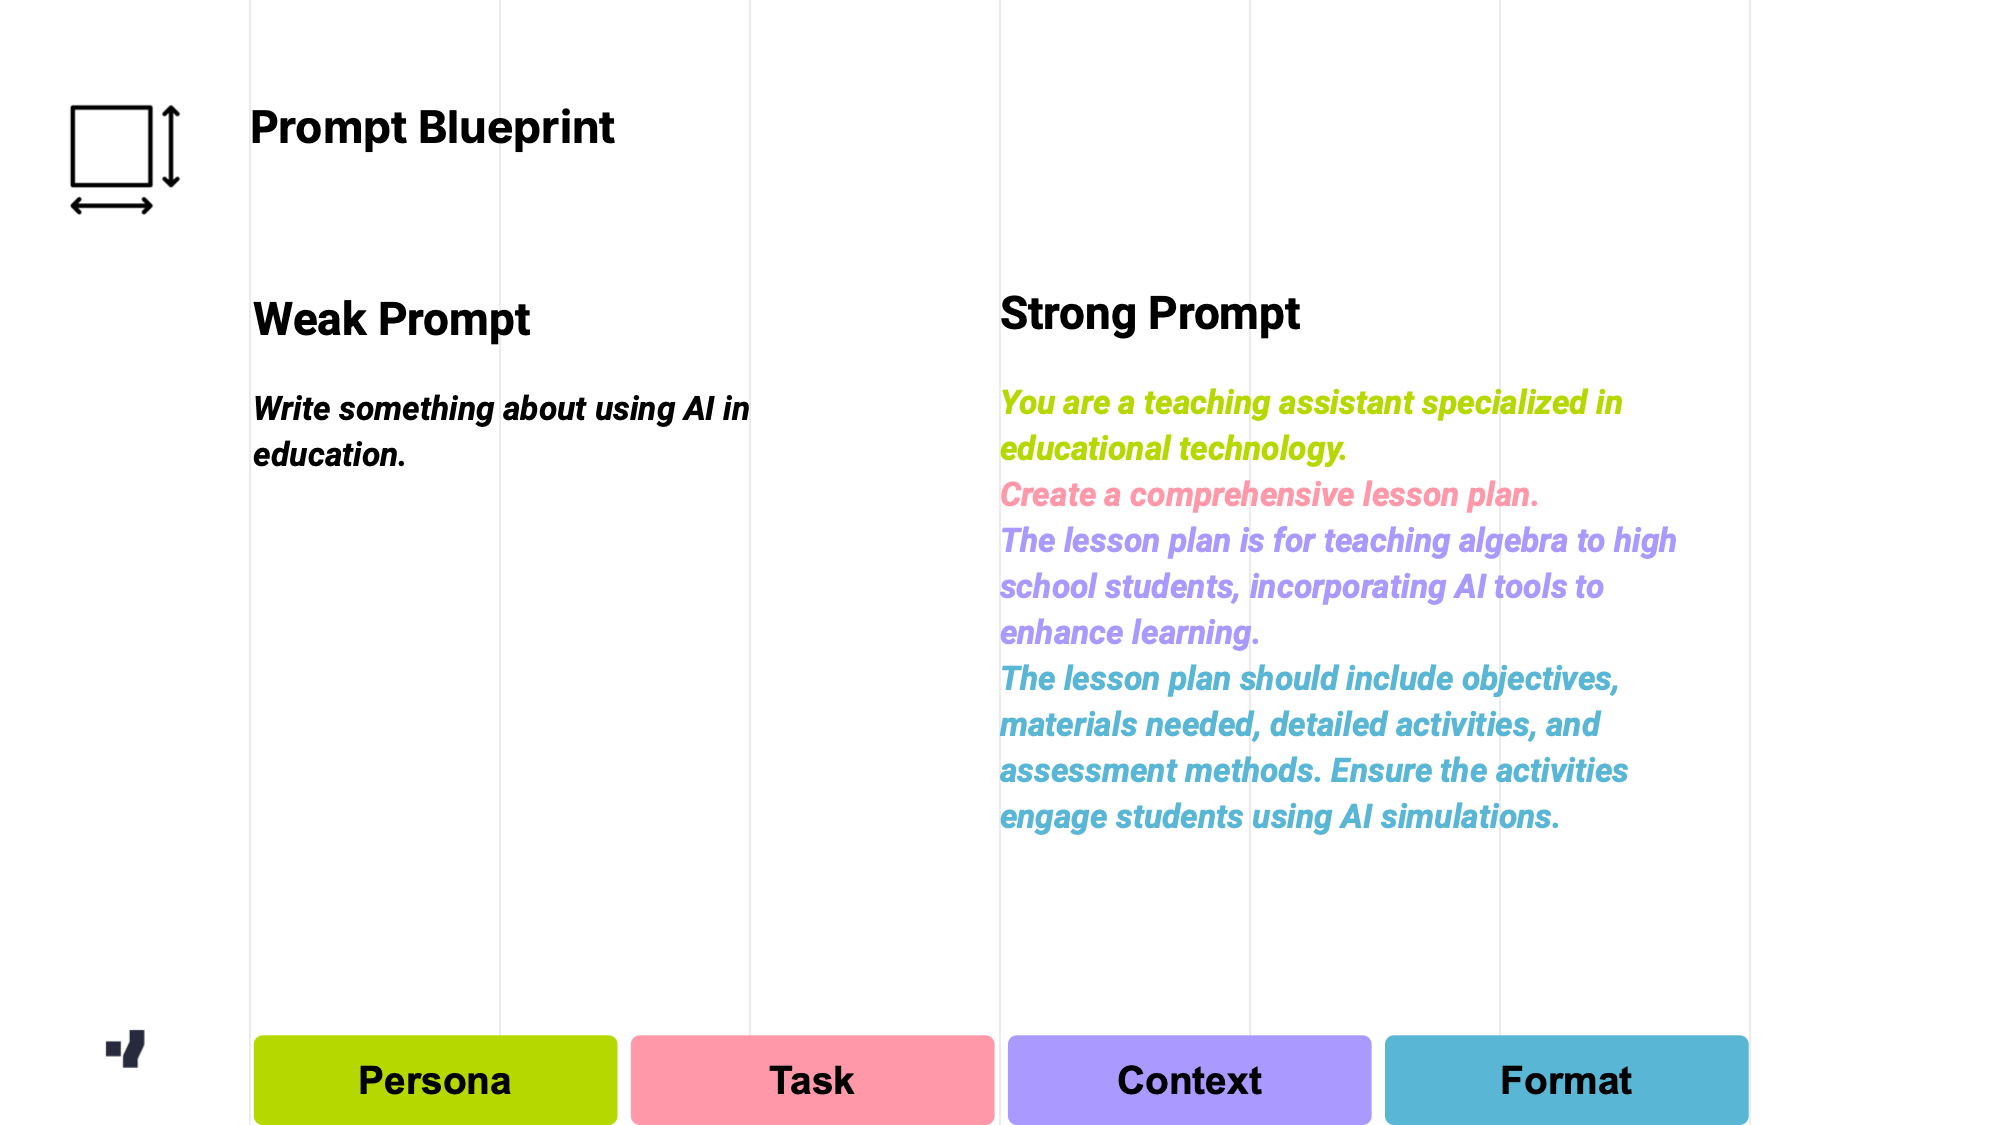 Prompt Blueprint
Weak Prompt
Write something about using AI in
education.
Strong Prompt
You are a teaching assistant specialized in
educational technology.
Create a comprehensive lesson plan.
The lesson plan is for teaching algebra to high
school students, incorporating AI tools to
enhance learning.
The lesson plan should include objectives,
materials needed, detailed activities, and
assessment methods. Ensure the activities
engage students using AI simulations.
Persona
Task
Context
Format